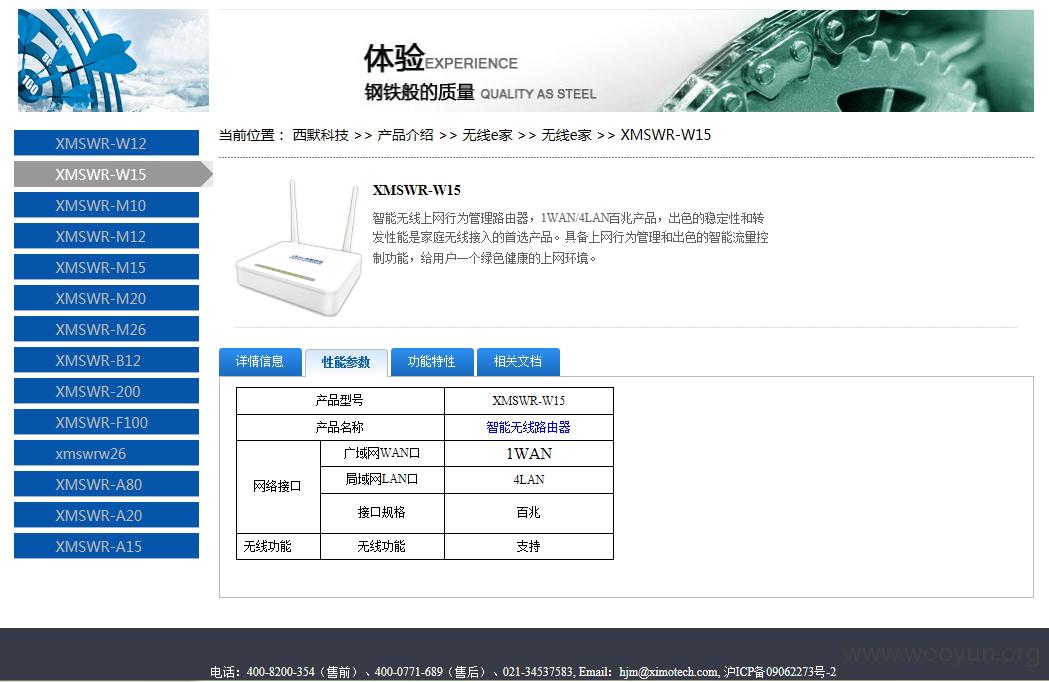 100
体验EXPERIENCE
钢铁般的质量 QUALITY AS STEEL
XMSWR-W12
XMSWR-W15
XMSWR-M10
XMSWR-M12
XMSWR-M15
XMSWR-M20
XMSWR-M26
XMSWR-B12
XMSWR-200
XMSWR-F100
xmswrw26
XMSWR-A80
XMSWR-A20
XMSWR-A15
当前位置： 西默科技 >> 产品介绍 >> 无线e家 >> 无线e家 >> XMSWR-W15
XMSWR-W15
智能无线上网行为管理路由器，1WAN/4LAN百兆产品，出色的稳定性和转
发性能是家庭无线接入的首选产品。具备上网行为管理和出色的智能流量控
制功能，给用户一个绿色健康的上网环境。
详情信息 性能参数 功能特性 相关文档
产品型号 XMSWR-W15
产品名称 智能无线路由器
网络接口 广域网WAN口 1WAN
局域网LAN口 4LAN
接口规格 百兆
无线功能 无线功能 支持
www.wooyun.org
电话：400-8200-354（售前）、400-0771-689（售后）、021-34537583, Email：hjm@ximotech.com, 沪ICP备09062273号-2